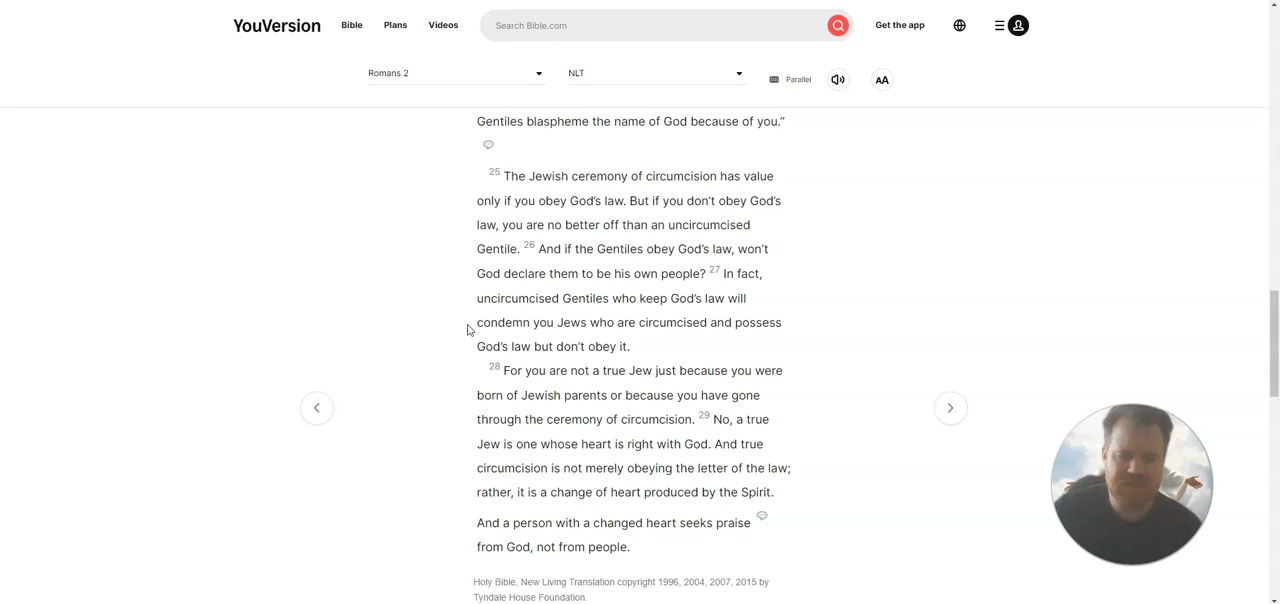 YouVersion Bible Plans Videos Search Bible.com Get the app
Romans 2 NLT Parallel AA
Gentiles blaspheme the name of God because of you.”
25 The Jewish ceremony of circumcision has value
only if you obey God’s law. But if you don’t obey God’s
law, you are no better off than an uncircumcised
Gentile. 26 And if the Gentiles obey God’s law, won’t
God declare them to be his own people? 27 In fact,
uncircumcised Gentiles who keep God’s law will
condemn you Jews who are circumcised and possess
God’s law but don’t obey it.
28 For you are not a true Jew just because you were
born of Jewish parents or because you have gone
through the ceremony of circumcision. 29 No, a true
Jew is one whose heart is right with God. And true
circumcision is not merely obeying the letter of the law;
rather, it is a change of heart produced by the Spirit.
And a person with a changed heart seeks praise
from God, not from people.
Holy Bible, New Living Translation copyright 1996, 2004, 2007, 2015 by
Tyndale House Foundation.